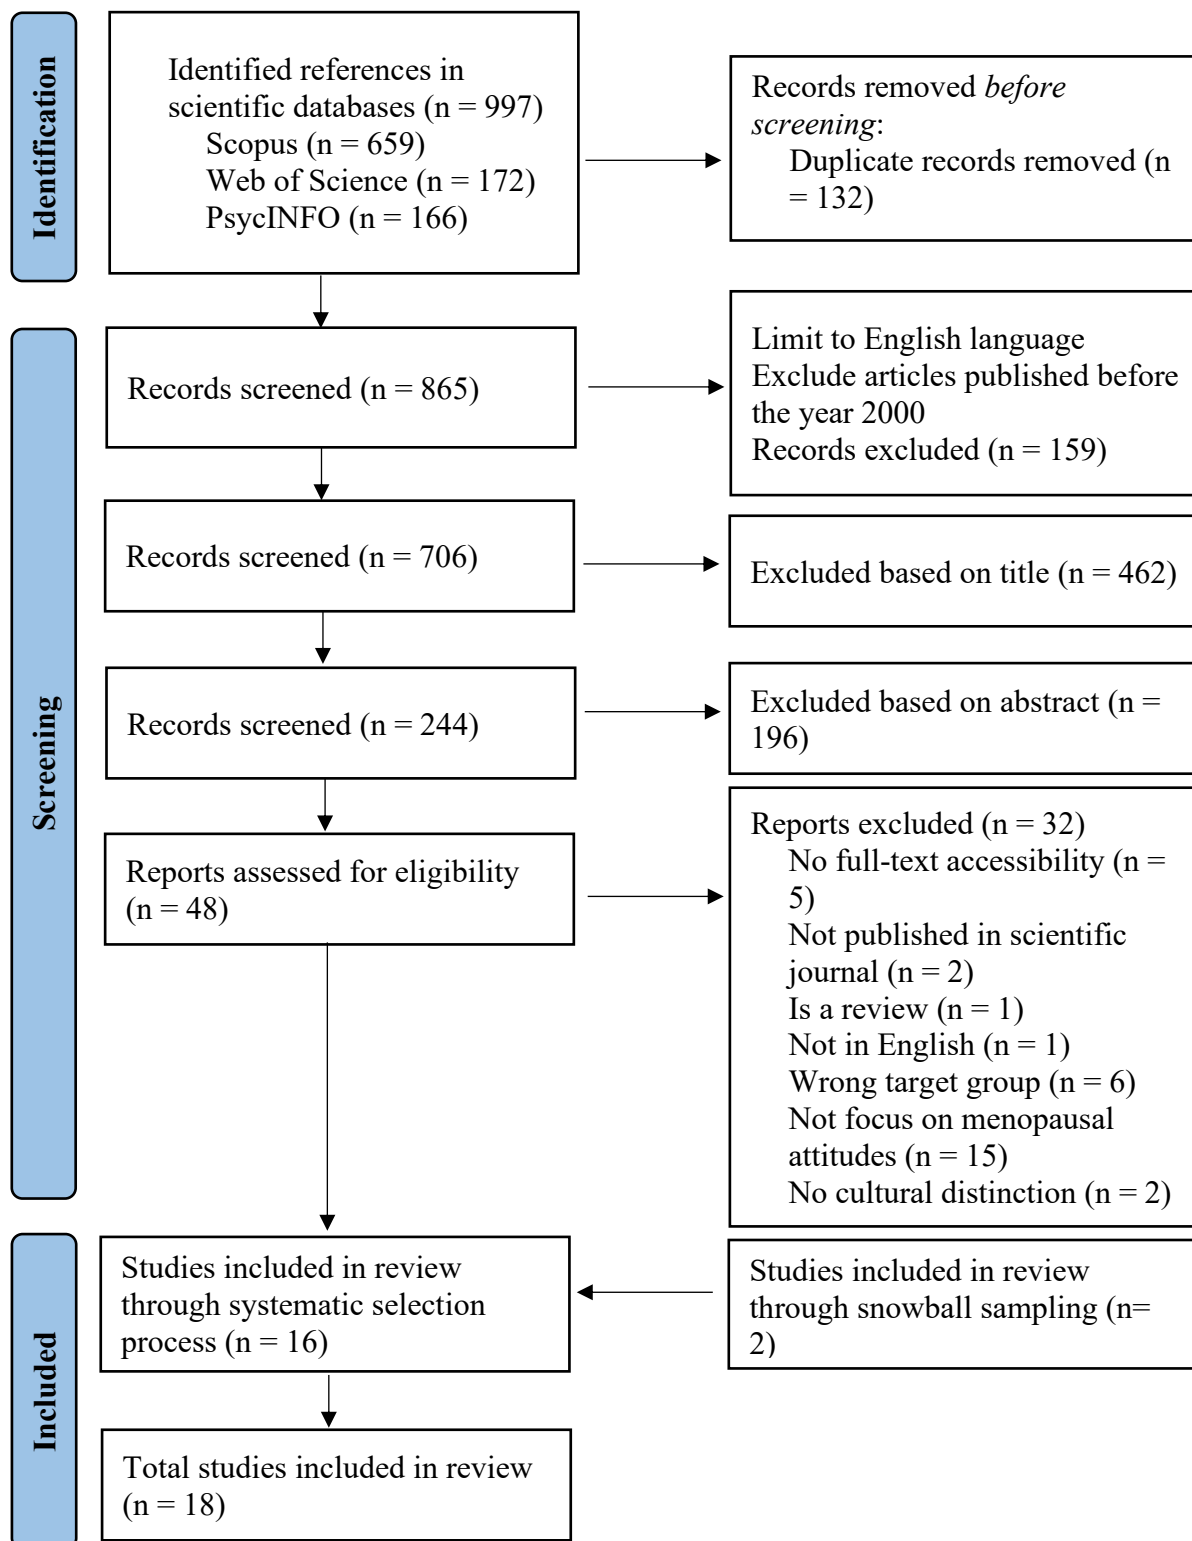 Identification
Identified references in
scientific databases (n = 997)
Scopus (n = 659)
Web of Science (n = 172)
PsycINFO (n = 166)
Records removed before
screening:
Duplicate records removed (n
= 132)
Screening
Records screened (n = 865)
Limit to English language
Exclude articles published before
the year 2000
Records excluded (n = 159)
Records screened (n = 706)
Excluded based on title (n = 462)
Records screened (n = 244)
Excluded based on abstract (n =
196)
Reports assessed for eligibility
(n = 48)
Reports excluded (n = 32)
No full-text accessibility (n =
5)
Not published in scientific
journal (n = 2)
Is a review (n = 1)
Not in English (n = 1)
Wrong target group (n = 6)
Not focus on menopausal
attitudes (n = 15)
No cultural distinction (n = 2)
Included
Studies included in review
through systematic selection
process (n = 16)
Studies included in review
through snowball sampling (n=
2)
Total studies included in review
(n = 18)